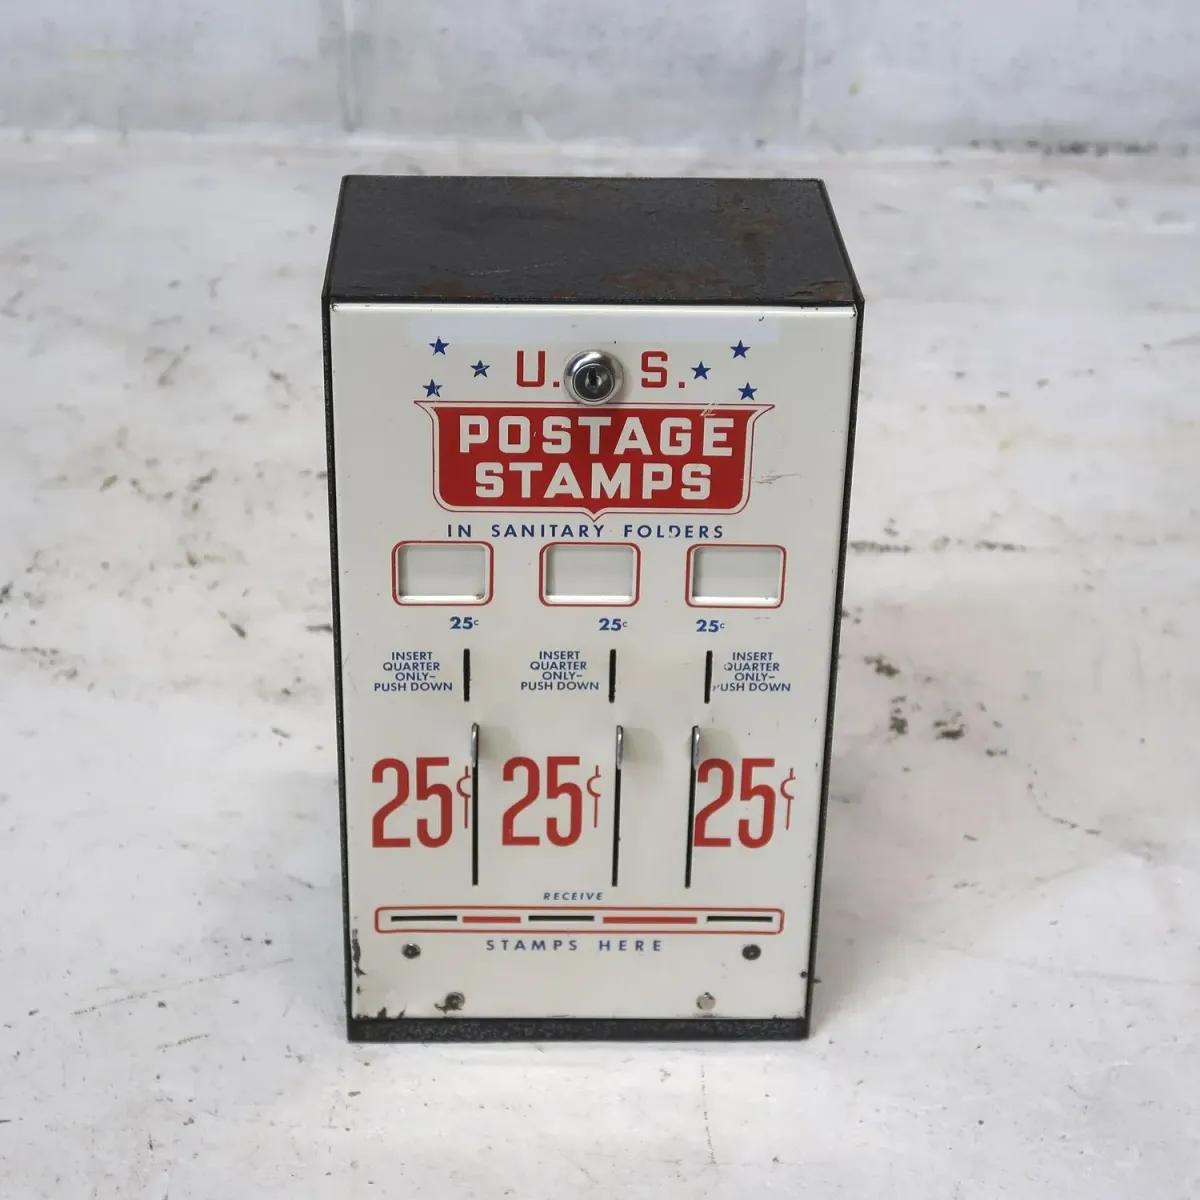 U. S.
POSTAGE
STAMPS
IN SANITARY FOLDERS
25¢ 25¢ 25¢
INSERT
QUARTER
ONLY–
PUSH DOWN
INSERT
QUARTER
ONLY–
PUSH DOWN
INSERT
QUARTER
ONLY–
PUSH DOWN
25¢ 25¢ 25¢
RECEIVE
STAMPS HERE